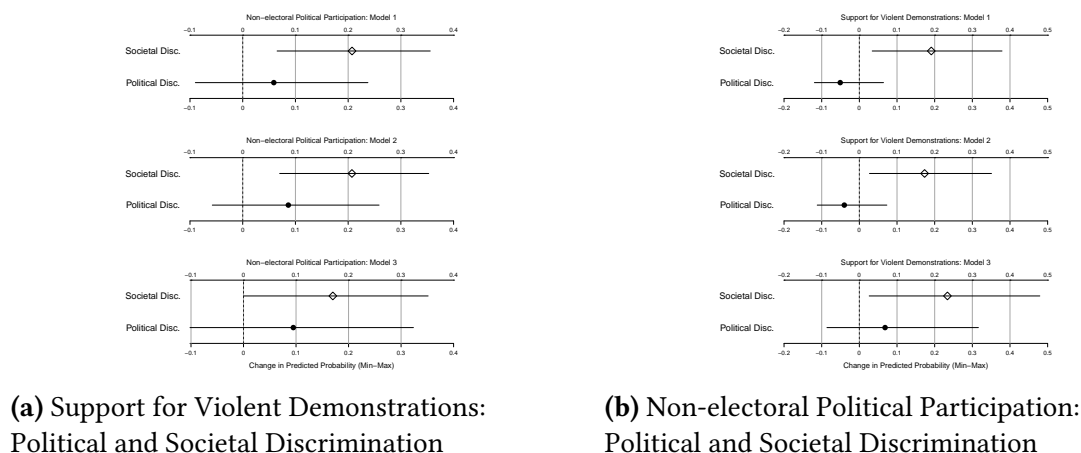 Non−electoral Political Participation: Model 1
−0.1 0 0.1 0.2 0.3 0.4
Societal Disc.
Political Disc.
−0.1 0 0.1 0.2 0.3 0.4
Non−electoral Political Participation: Model 2
−0.1 0 0.1 0.2 0.3 0.4
Societal Disc.
Political Disc.
−0.1 0 0.1 0.2 0.3 0.4
Non−electoral Political Participation: Model 3
−0.1 0 0.1 0.2 0.3 0.4
Societal Disc.
Political Disc.
−0.1 0 0.1 0.2 0.3 0.4
Change in Predicted Probability (Min−Max)
(a) Support for Violent Demonstrations:
Political and Societal Discrimination
Support for Violent Demonstrations: Model 1
−0.2 −0.1 0 0.1 0.2 0.3 0.4 0.5
Societal Disc.
Political Disc.
−0.2 −0.1 0 0.1 0.2 0.3 0.4 0.5
Support for Violent Demonstrations: Model 2
−0.2 −0.1 0 0.1 0.2 0.3 0.4 0.5
Societal Disc.
Political Disc.
−0.2 −0.1 0 0.1 0.2 0.3 0.4 0.5
Support for Violent Demonstrations: Model 3
−0.2 −0.1 0 0.1 0.2 0.3 0.4 0.5
Societal Disc.
Political Disc.
−0.2 −0.1 0 0.1 0.2 0.3 0.4 0.5
Change in Predicted Probability (Min−Max)
(b) Non-electoral Political Participation:
Political and Societal Discrimination